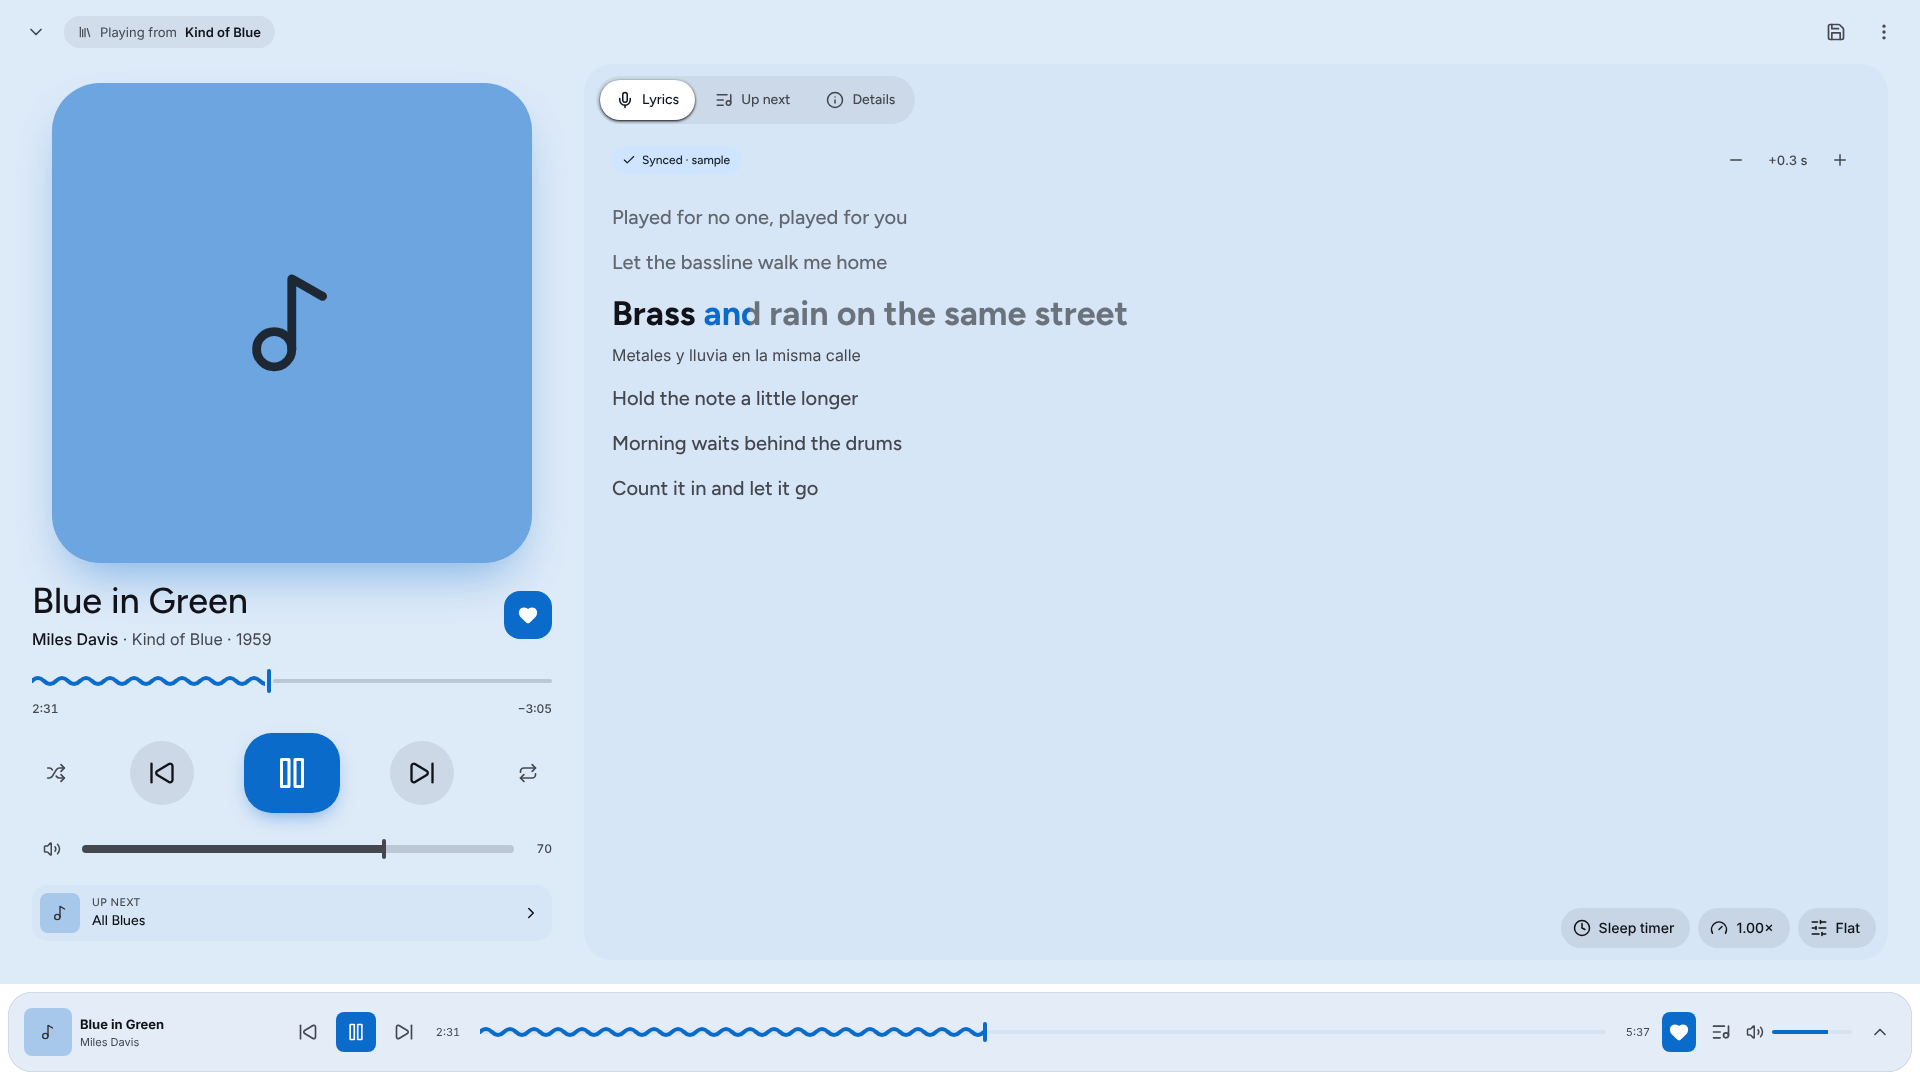 Playing from Kind of Blue
Lyrics
Up next
Details
Synced · sample
+0.3 s
Played for no one, played for you
Let the bassline walk me home
Brass and rain on the same street
Metales y lluvia en la misma calle
Hold the note a little longer
Morning waits behind the drums
Count it in and let it go
Blue in Green
Miles Davis · Kind of Blue · 1959
2:31
−3:05
70
UP NEXT
All Blues
Sleep timer
1.00×
Flat
Blue in Green
Miles Davis
2:31
5:37